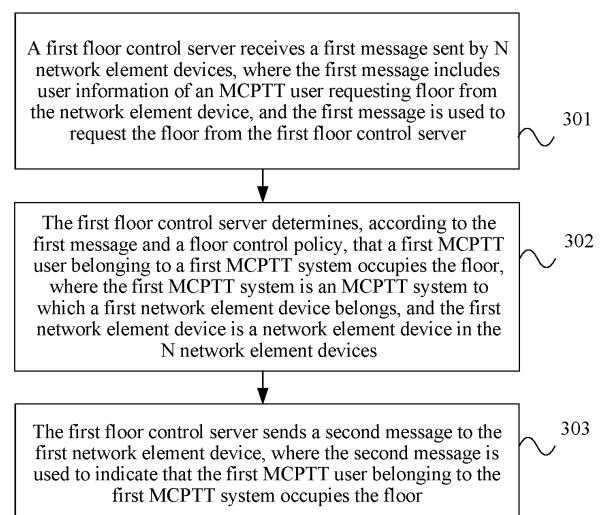 A first floor control server receives a first message sent by N
network element devices, where the first message includes
user information of an MCPTT user requesting floor from
the network element device, and the first message is used to
request the floor from the first floor control server
301
The first floor control server determines, according to the
first message and a floor control policy, that a first MCPTT
user belonging to a first MCPTT system occupies the floor,
where the first MCPTT system is an MCPTT system to
which a first network element device belongs, and the first
network element device is a network element device in the
N network element devices
302
The first floor control server sends a second message to the
first network element device, where the second message is
used to indicate that the first MCPTT user belonging to the
first MCPTT system occupies the floor
303